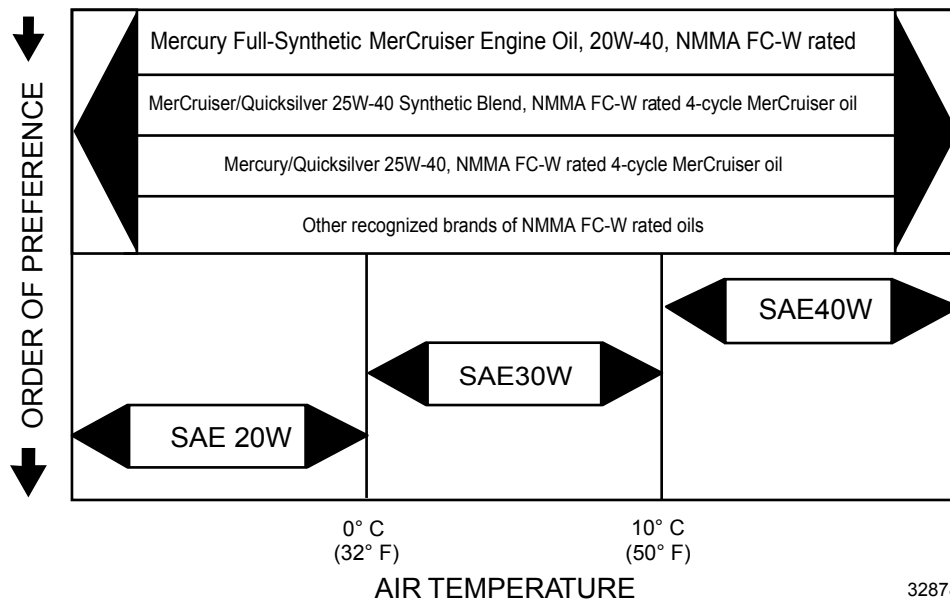 ORDER OF PREFERENCE
Mercury Full-Synthetic MerCruiser Engine Oil, 20W-40, NMMA FC-W rated
MerCruiser/Quicksilver 25W-40 Synthetic Blend, NMMA FC-W rated 4-cycle MerCruiser oil
Mercury/Quicksilver 25W-40, NMMA FC-W rated 4-cycle MerCruiser oil
Other recognized brands of NMMA FC-W rated oils
SAE40W
SAE30W
SAE 20W
0° C
(32° F)
10° C
(50° F)
AIR TEMPERATURE